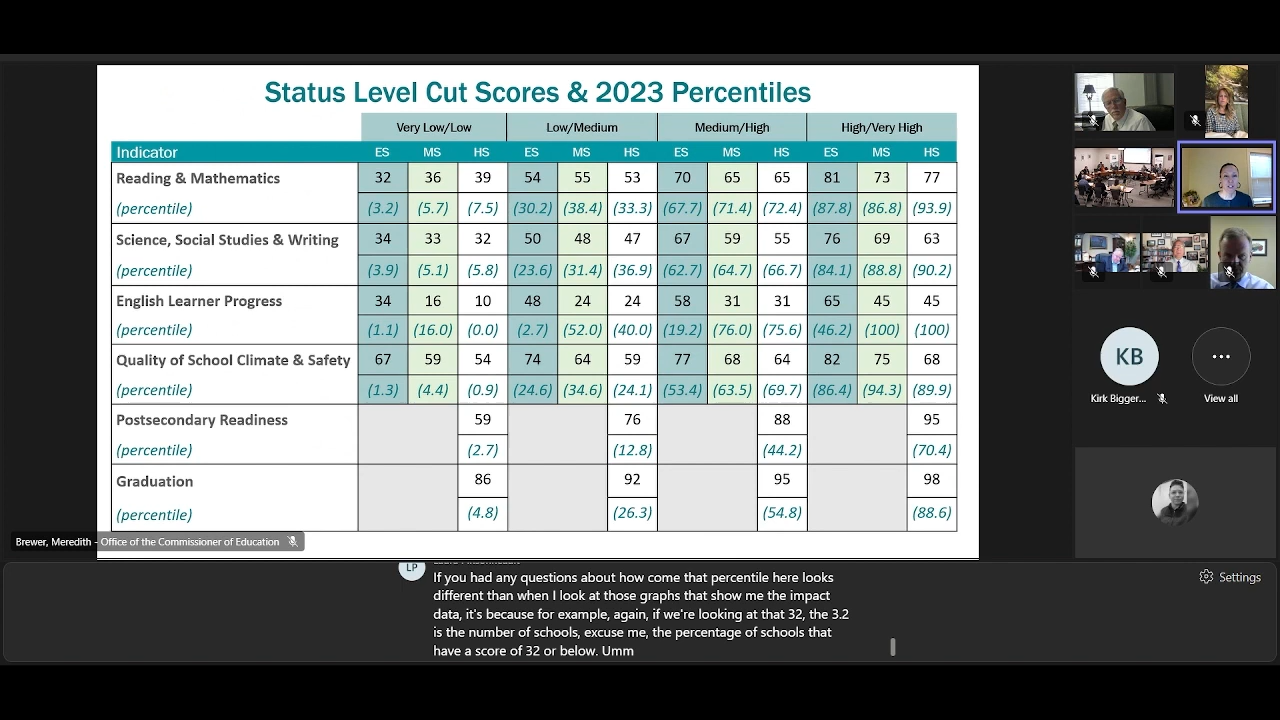 Status Level Cut Scores & 2023 Percentiles
Very Low/Low Low/Medium Medium/High High/Very High
Indicator ES MS HS ES MS HS ES MS HS ES MS HS
Reading & Mathematics 32 36 39 54 55 53 70 65 65 81 73 77
(percentile) (3.2) (5.7) (7.5) (30.2) (38.4) (33.3) (67.7) (71.4) (72.4) (87.8) (86.8) (93.9)
Science, Social Studies & Writing 34 33 32 50 48 47 67 59 55 76 69 63
(percentile) (3.9) (5.1) (5.8) (23.6) (31.4) (36.9) (62.7) (64.7) (66.7) (84.1) (88.8) (90.2)
English Learner Progress 34 16 10 48 24 24 58 31 31 65 45 45
(percentile) (1.1) (16.0) (0.0) (2.7) (52.0) (40.0) (19.2) (76.0) (75.6) (46.2) (100) (100)
Quality of School Climate & Safety 67 59 54 74 64 59 77 68 64 82 75 68
(percentile) (1.3) (4.4) (0.9) (24.6) (34.6) (24.1) (53.4) (63.5) (69.7) (86.4) (94.3) (89.9)
Postsecondary Readiness 59 76 88 95
(percentile) (2.7) (12.8) (44.2) (70.4)
Graduation 86 92 95 98
(percentile) (4.8) (26.3) (54.8) (88.6)
Brewer, Meredith - Office of the Commissioner of Education
KB
Kirk Bigger...
...
View all
LP
If you had any questions about how come that percentile here looks
different than when I look at those graphs that show me the impact
data, it's because for example, again, if we're looking at that 32, the 3.2
is the number of schools, excuse me, the percentage of schools that
have a score of 32 or below. Umm
Settings